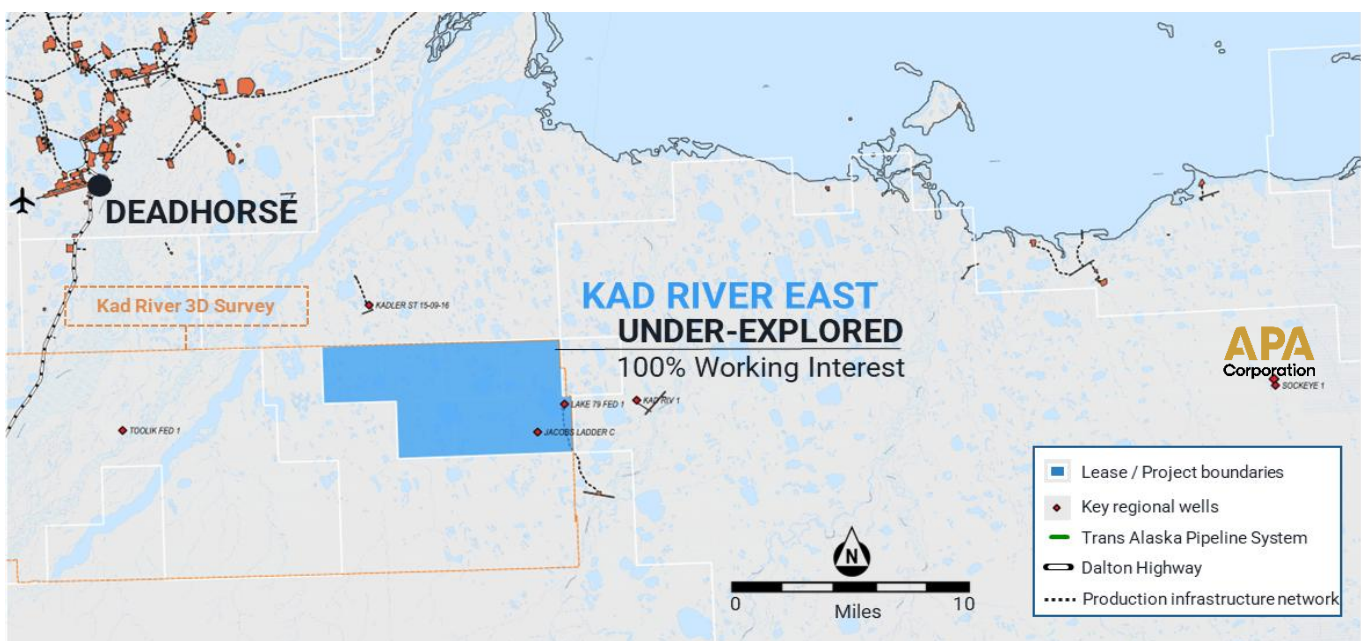 DEADHORSE
Kad River 3D Survey
KADLER ST 15-09-16
KAD RIVER EAST
UNDER-EXPLORED
100% Working Interest
APA
Corporation
SOCKEYE 1
LAKE 79 FED 1
KAD RIV 1
TOOLIK FED 1
JACOBS LADDER C
Lease / Project boundaries
Key regional wells
Trans Alaska Pipeline System
Dalton Highway
Production infrastructure network
N
0
10
Miles